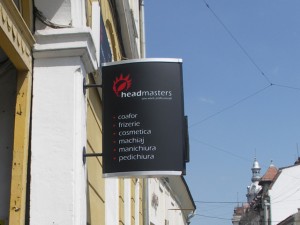 headmasters
coafor
frizerie
cosmetica
machiaj
manichiura
pedichiura